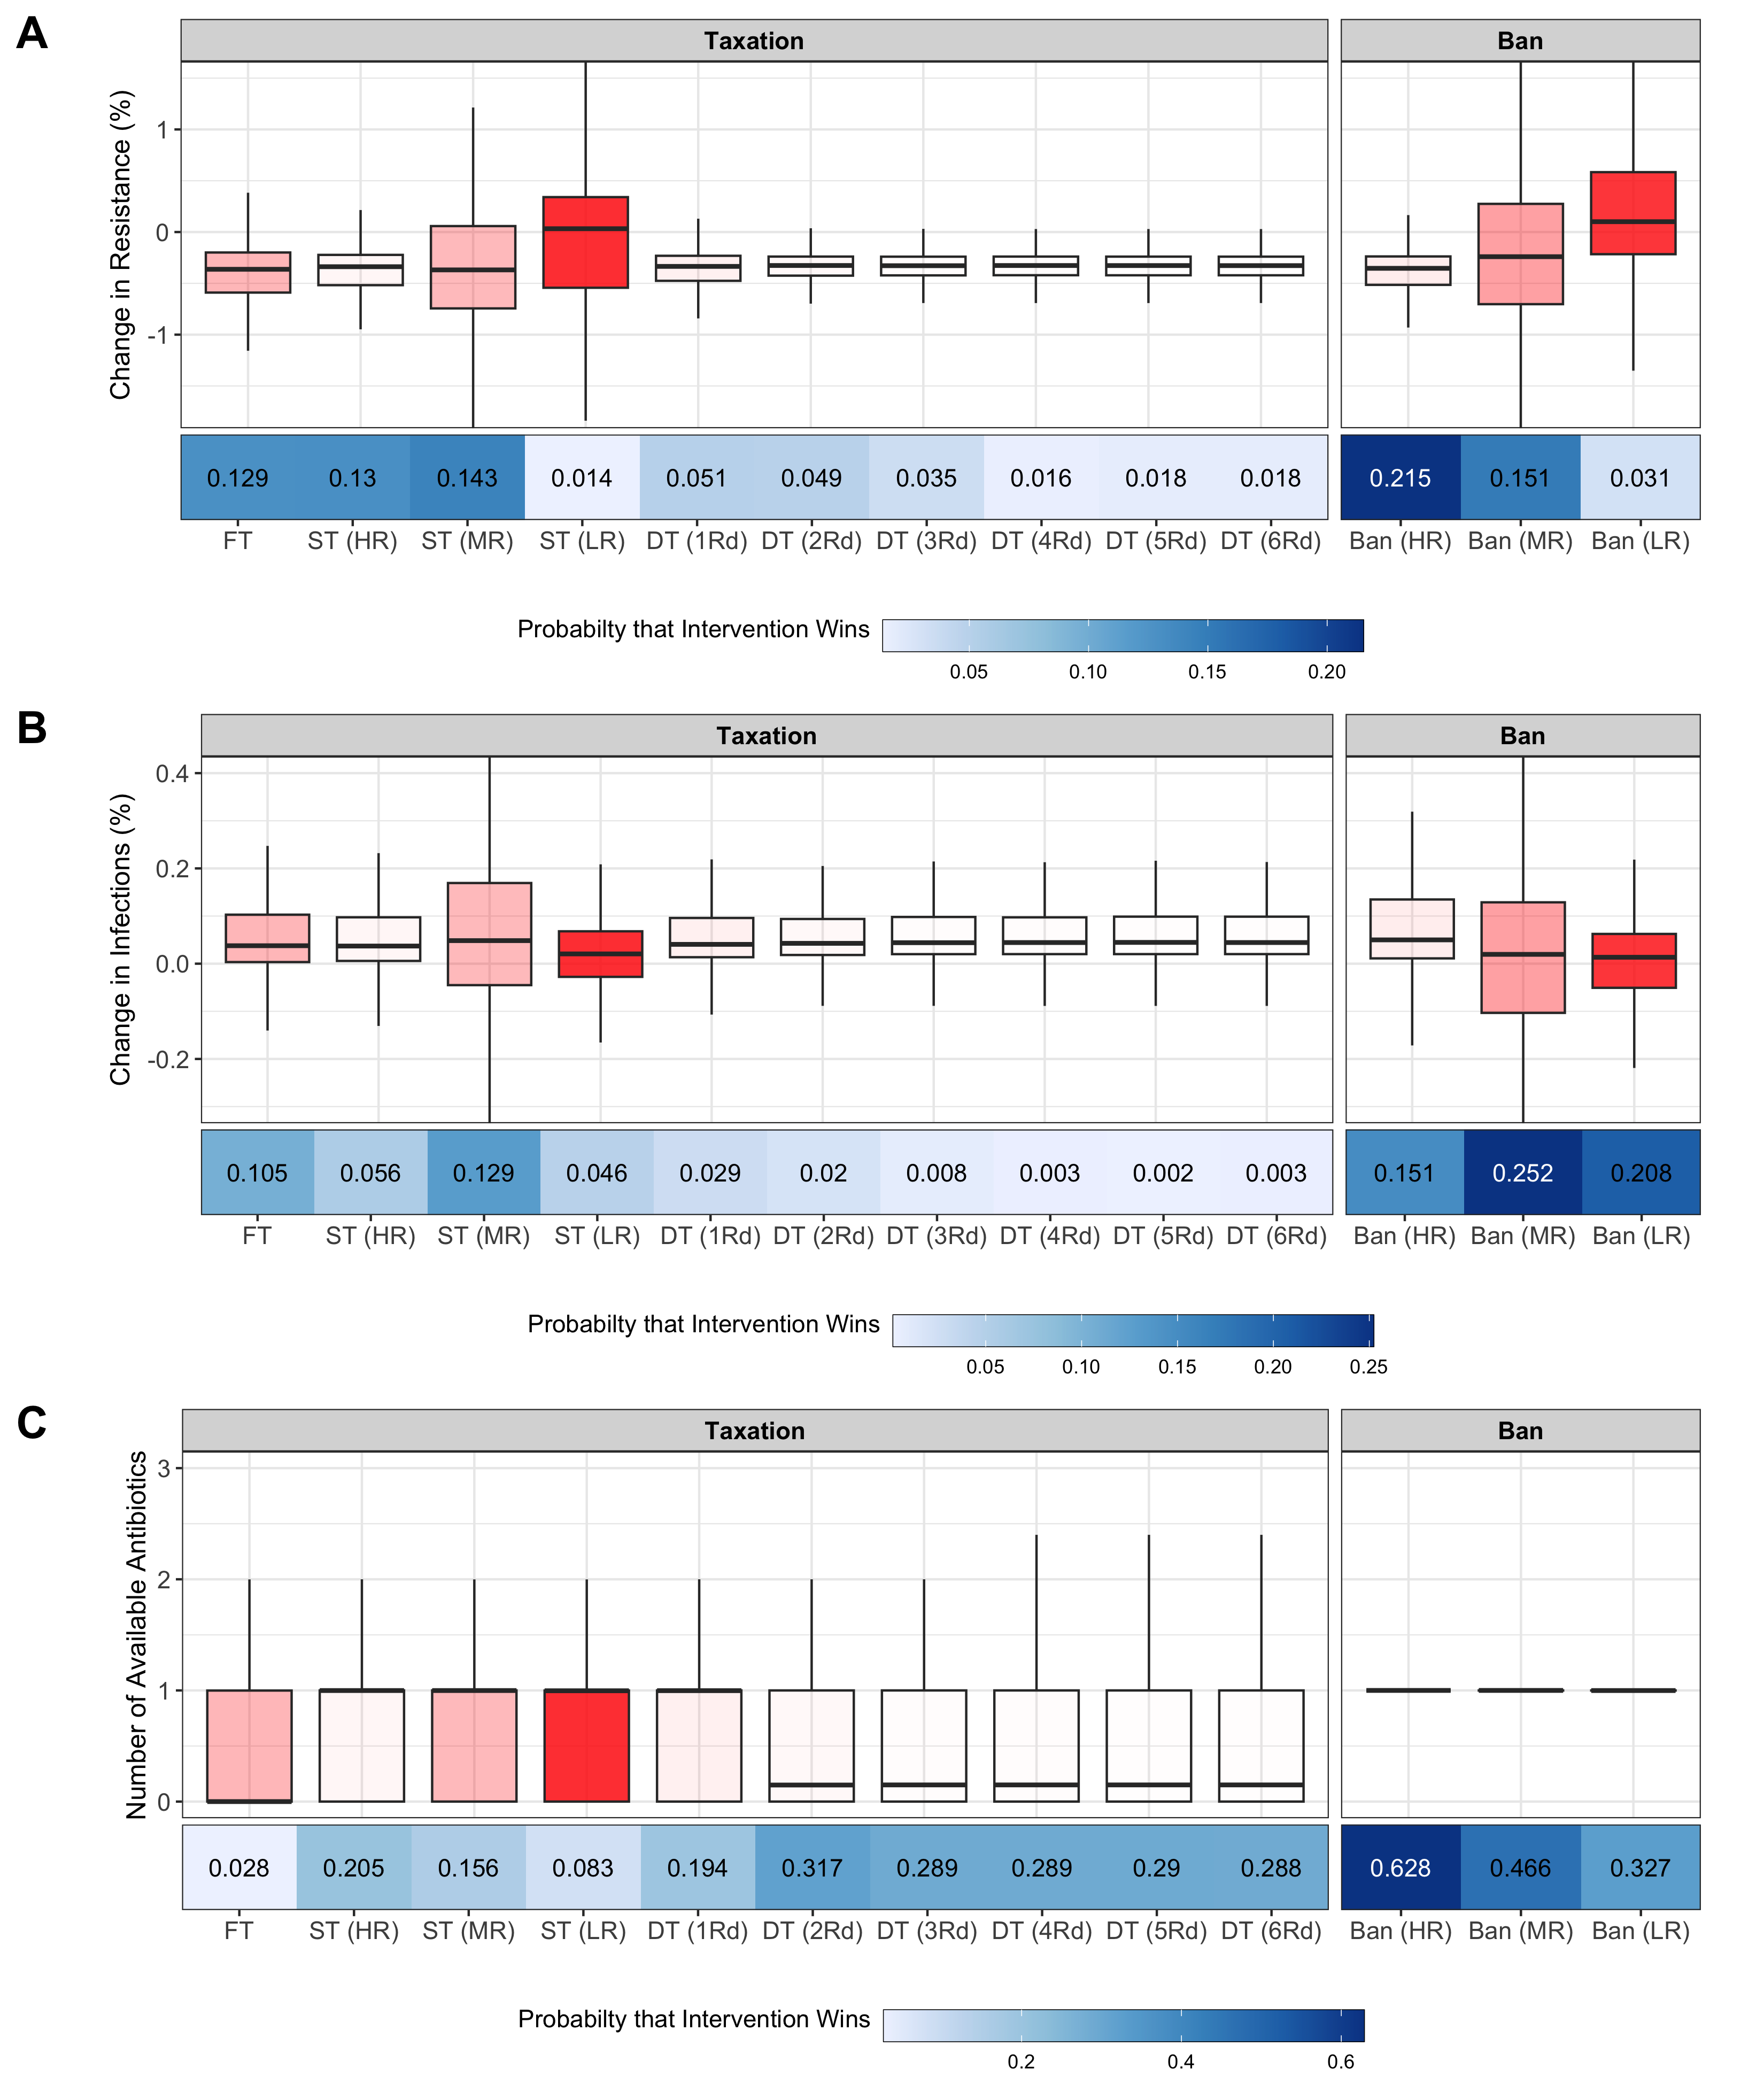 A
Taxation
Ban
Change in Resistance (%)
1
0
-1
0.129 0.13 0.143 0.014 0.051 0.049 0.035 0.016 0.018 0.018 0.215 0.151 0.031
FT ST (HR) ST (MR) ST (LR) DT (1Rd) DT (2Rd) DT (3Rd) DT (4Rd) DT (5Rd) DT (6Rd) Ban (HR) Ban (MR) Ban (LR)
Probabilty that Intervention Wins
0.05 0.10 0.15 0.20
B
Taxation
Ban
Change in Infections (%)
0.4
0.2
0.0
-0.2
0.105 0.056 0.129 0.046 0.029 0.02 0.008 0.003 0.002 0.003 0.151 0.252 0.208
FT ST (HR) ST (MR) ST (LR) DT (1Rd) DT (2Rd) DT (3Rd) DT (4Rd) DT (5Rd) DT (6Rd) Ban (HR) Ban (MR) Ban (LR)
Probabilty that Intervention Wins
0.05 0.10 0.15 0.20 0.25
C
Taxation
Ban
Number of Available Antibiotics
3
2
1
0
0.028 0.205 0.156 0.083 0.194 0.317 0.289 0.289 0.29 0.288 0.628 0.466 0.327
FT ST (HR) ST (MR) ST (LR) DT (1Rd) DT (2Rd) DT (3Rd) DT (4Rd) DT (5Rd) DT (6Rd) Ban (HR) Ban (MR) Ban (LR)
Probabilty that Intervention Wins
0.2 0.4 0.6